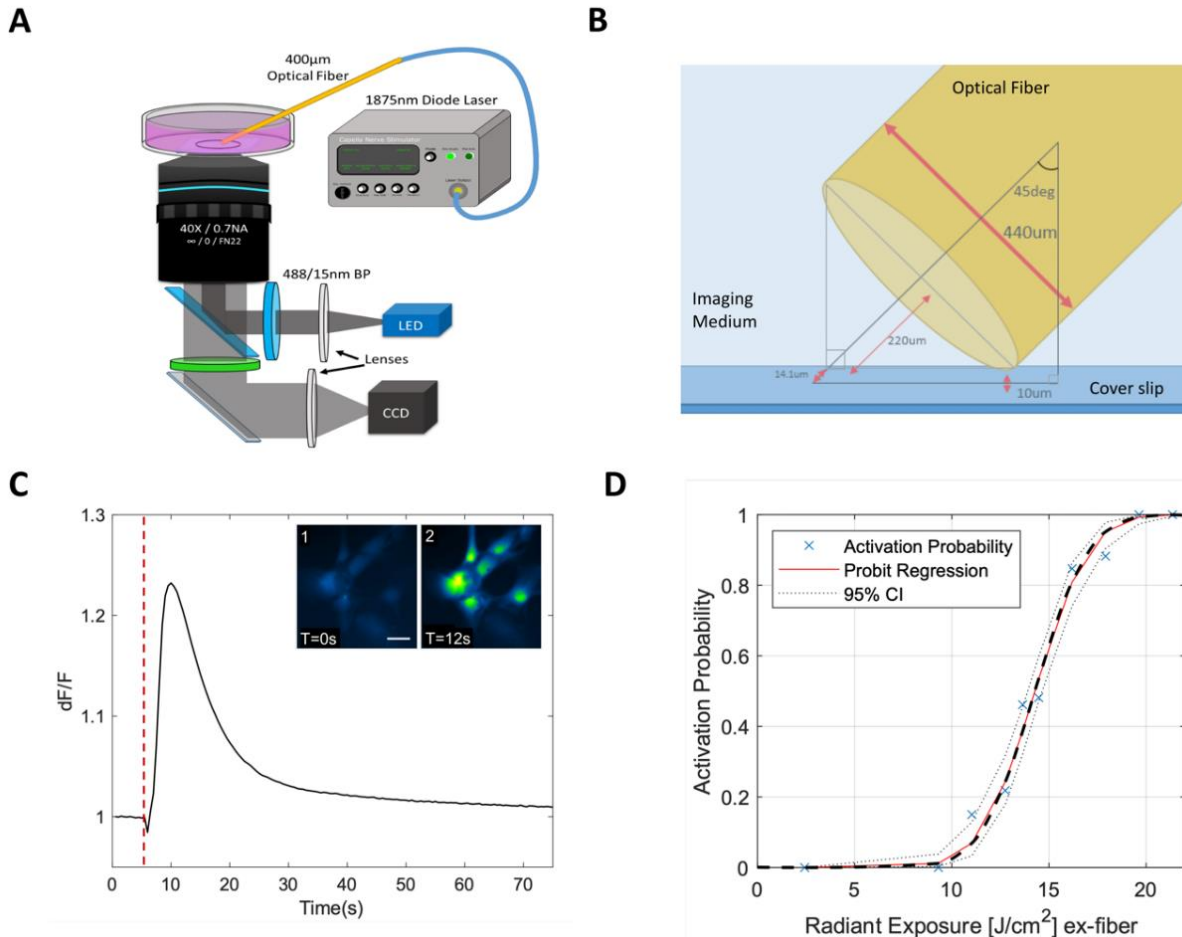 A
400µm
Optical Fiber
1875nm Diode Laser
Laser Output
40X / 0.7NA
∞ / 0 / FN22
488/15nm BP
LED
Lenses
CCD
B
Optical Fiber
45deg
440um
Imaging
Medium
220um
14.1um
10um
Cover slip
C
dF/F
1.3
1.2
1.1
1
1
2
T=0s
T=12s
0
10
20
30
40
50
60
70
Time(s)
D
Activation Probability
1
0.8
0.6
0.4
0.2
0
Activation Probability
Probit Regression
95% CI
0
5
10
15
20
Radiant Exposure [J/cm²] ex-fiber